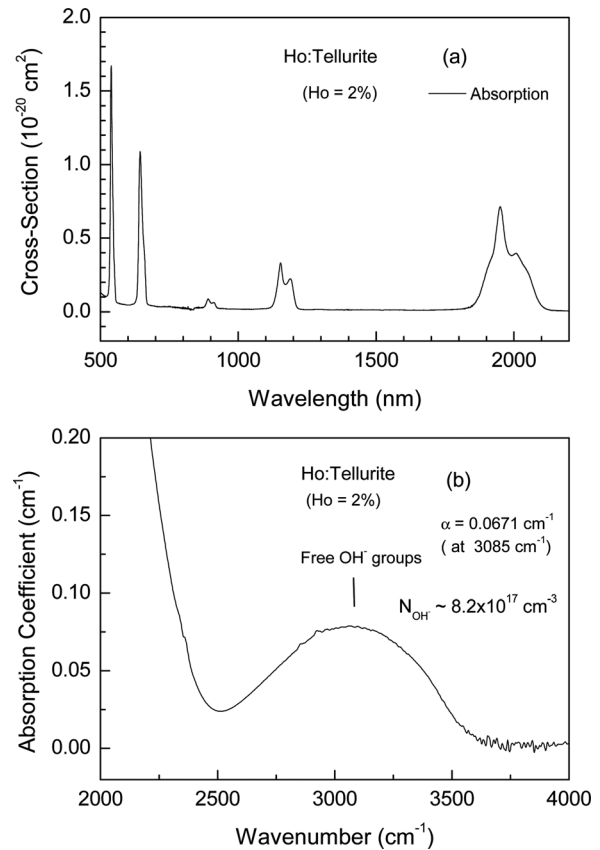 2.0
1.5
1.0
0.5
0.0
Cross-Section (10⁻²⁰ cm²)
Ho:Tellurite
(a)
(Ho = 2%)
Absorption
500 1000 1500 2000
Wavelength (nm)
0.20
0.15
0.10
0.05
0.00
Absorption Coefficient (cm⁻¹)
Ho:Tellurite
(b)
(Ho = 2%)
α = 0.0671 cm⁻¹
( at 3085 cm⁻¹)
Free OH⁻ groups
N_OH⁻ ~ 8.2x10¹⁷ cm⁻³
2000 2500 3000 3500 4000
Wavenumber (cm⁻¹)